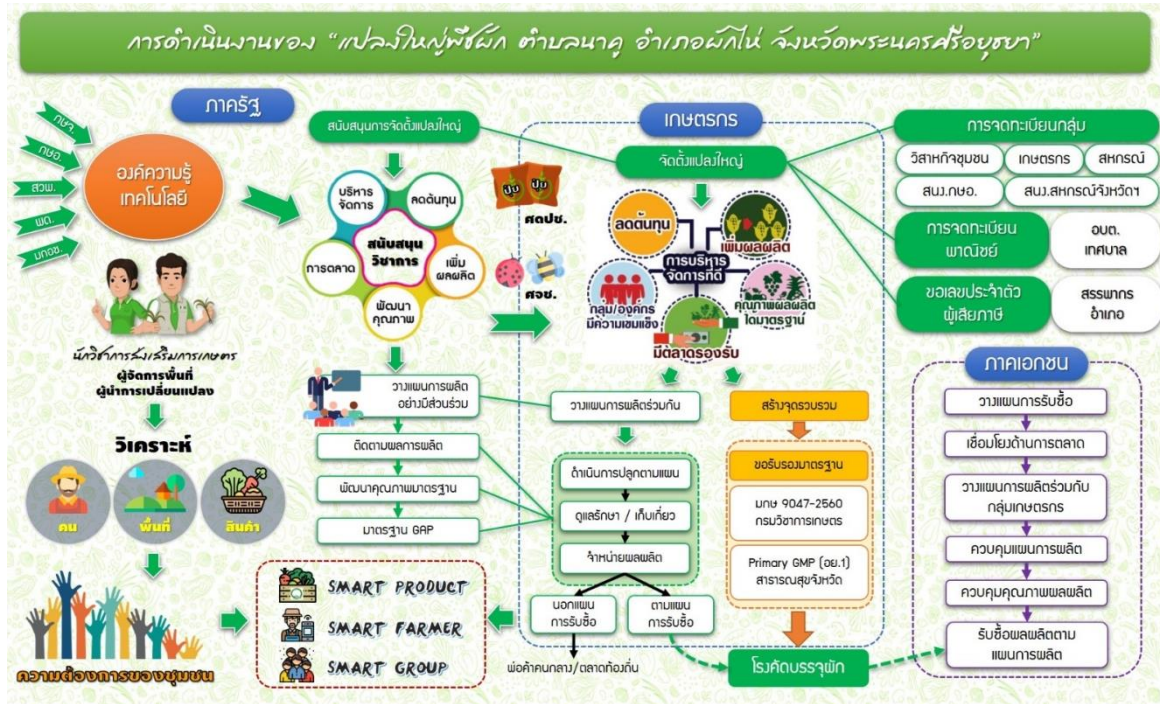 การดำเนินงานของ “แปลงใหญ่พืชผัก ตำบลนาคู อำเภอผักไห่ จังหวัดพระนครศรีอยุธยา”
ภาครัฐ
กษจ.
กษอ.
สวพ.
พด.
มกอช.
องค์ความรู้
เทคโนโลยี
นักวิชาการส่งเสริมการเกษตร
ผู้จัดการพื้นที่
ผู้นำการเปลี่ยนแปลง
วิเคราะห์
คน
พื้นที่
สินค้า
ความต้องการของชุมชน
สนับสนุนการจัดตั้งแปลงใหญ่
บริหาร
จัดการ
ลดต้นทุน
สนับสนุน
วิชาการ
การตลาด
เพิ่ม
ผลผลิต
พัฒนา
คุณภาพ
วางแผนการผลิต
อย่างมีส่วนร่วม
ติดตามผลการผลิต
พัฒนาคุณภาพมาตรฐาน
มาตรฐาน GAP
SMART PRODUCT
SMART FARMER
SMART GROUP
ปุ๋ย
ปุ๋ย
ศดปช.
ศจช.
เกษตรกร
จัดตั้งแปลงใหญ่
ลดต้นทุน
เพิ่มผลผลิต
การบริหาร
จัดการที่ดี
กลุ่ม/องค์กร
มีความเขมแข็ง
คุณภาพผลผลิต
ไดมาตรฐาน
มีตลาดรองรับ
วางแผนการผลิตร่วมกัน
ดำเนินการปลูกตามแผน
ดูแลรักษา / เก็บเกี่ยว
จำหน่ายผลผลิต
นอกแผน
การรับซื้อ
ตามแผน
การรับซื้อ
พ่อค้าคนกลาง/ตลาดท้องถิ่น
สร้างจุดรวบรวม
ขอรับรองมาตรฐาน
มกษ 9047-2560
กรมวิชาการเกษตร
Primary GMP (อย.1)
สาธารณสุขจังหวัด
โรงคัดบรรจุผัก
การจดทะเบียนกลุ่ม
วิสาหกิจชุมชน
เกษตรกร
สหกรณ์
สนง.กษอ.
สนง.สหกรณ์จังหวัดฯ
การจดทะเบียน
พาณิชย์
อบต.
เทศบาล
ขอเลขประจำตัว
ผู้เสียภาษี
สรรพากร
อำเภอ
ภาคเอกชน
วางแผนการรับซื้อ
เชื่อมโยงด้านการตลาด
วางแผนการผลิตร่วมกับ
กลุ่มเกษตรกร
ควบคุมแผนการผลิต
ควบคุมคุณภาพผลผลิต
รับซื้อผลผลิตตาม
แผนการผลิต